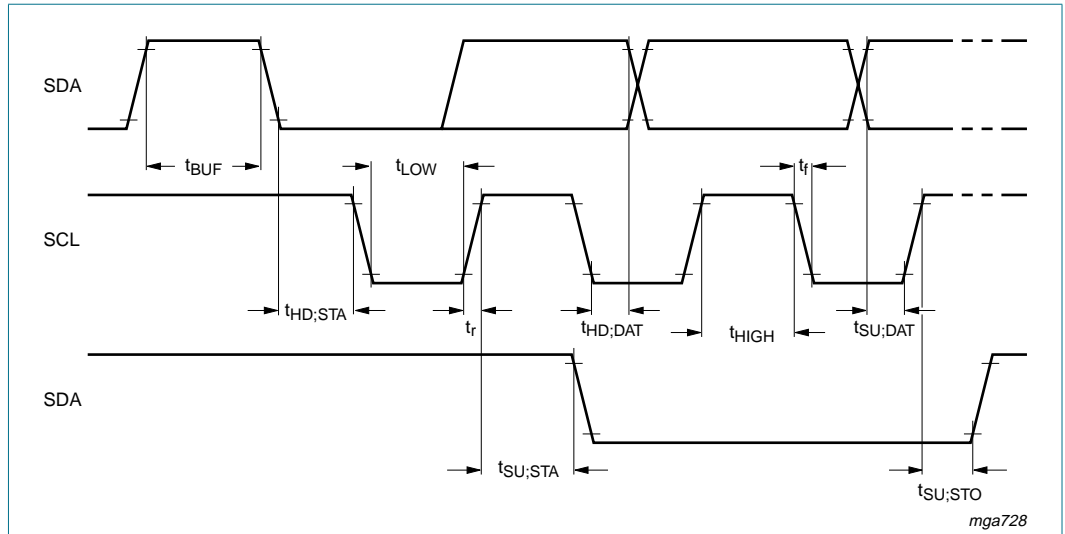 SDA
tBUF
tLOW
tf
SCL
tHD;STA
tr
tHD;DAT
tHIGH
tSU;DAT
SDA
tSU;STA
tSU;STO
mga728